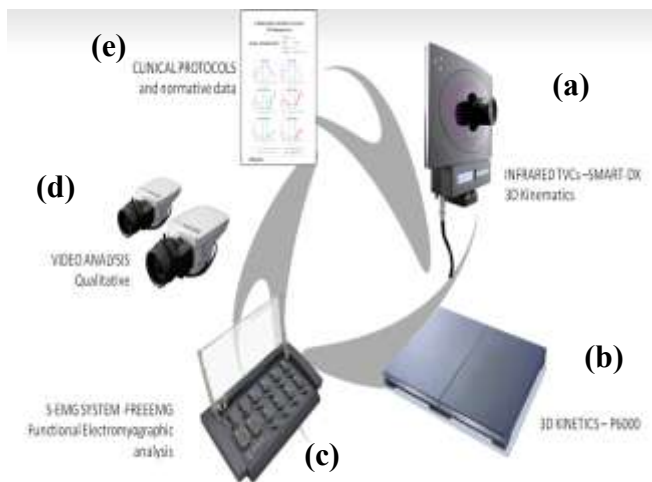 (e)
CLINICAL PROTOCOLS
and normative data
(a)
INFRARED TVCs–SMART-DX
3D Kinematics
(d)
VIDEO ANALYSIS
Qualitative
(b)
3D KINETICS – P6000
S-EMG SYSTEM -FREEEMG
Functional Electromyographic
analysis
(c)